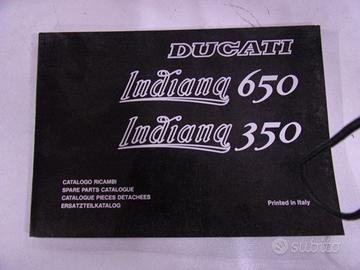 DUCATI
Indiana 650
Indiana 350
CATALOGO RICAMBI
SPARE PARTS CATALOGUE
CATALOGUE PIECES DETACHEES
ERSATZTEILKATALOG
Printed in Italy
subito